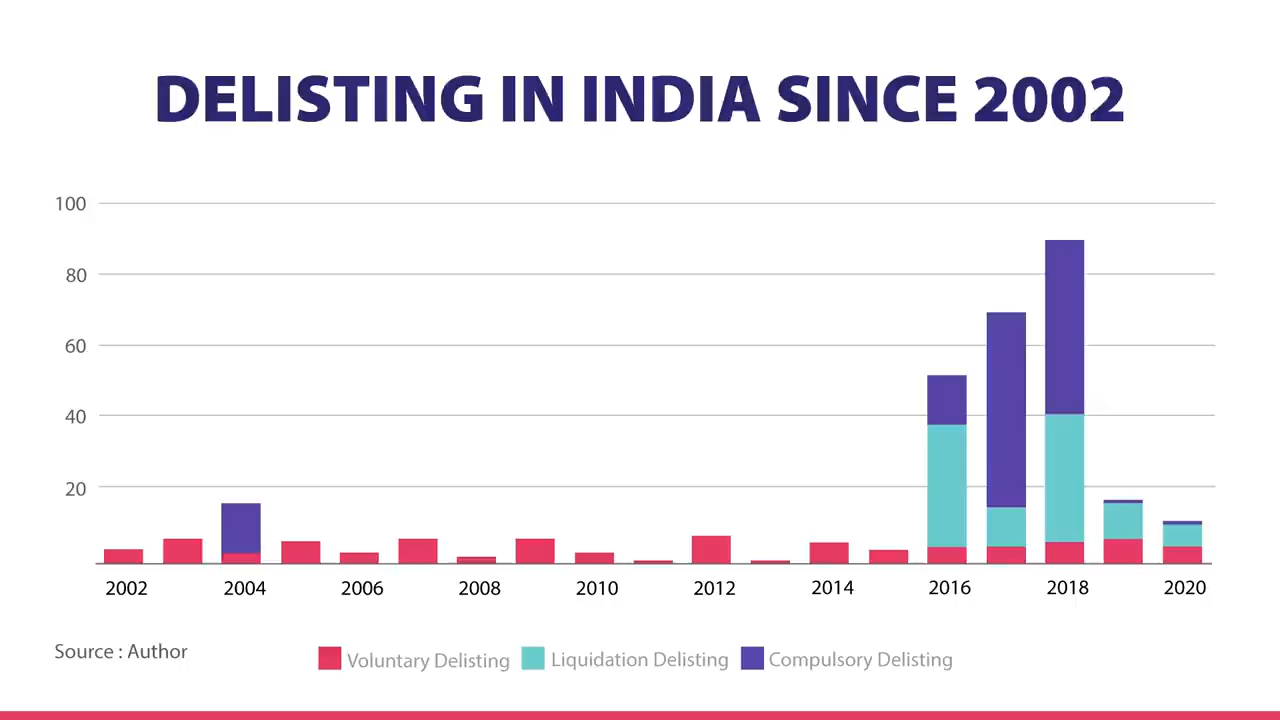 DELISTING IN INDIA SINCE 2002
100
80
60
40
20
2002 2004 2006 2008 2010 2012 2014 2016 2018 2020
Source : Author
Voluntary Delisting Liquidation Delisting Compulsory Delisting